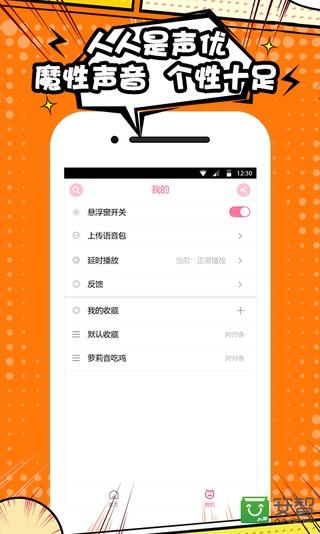 人人是声优
魔性声音 个性十足
12:30
我的
悬浮窗开关
上传语音包
延时播放 当前：正常播放
反馈
我的收藏
默认收藏 共99条
萝莉音吃鸡 共99条
首页 我的
安智